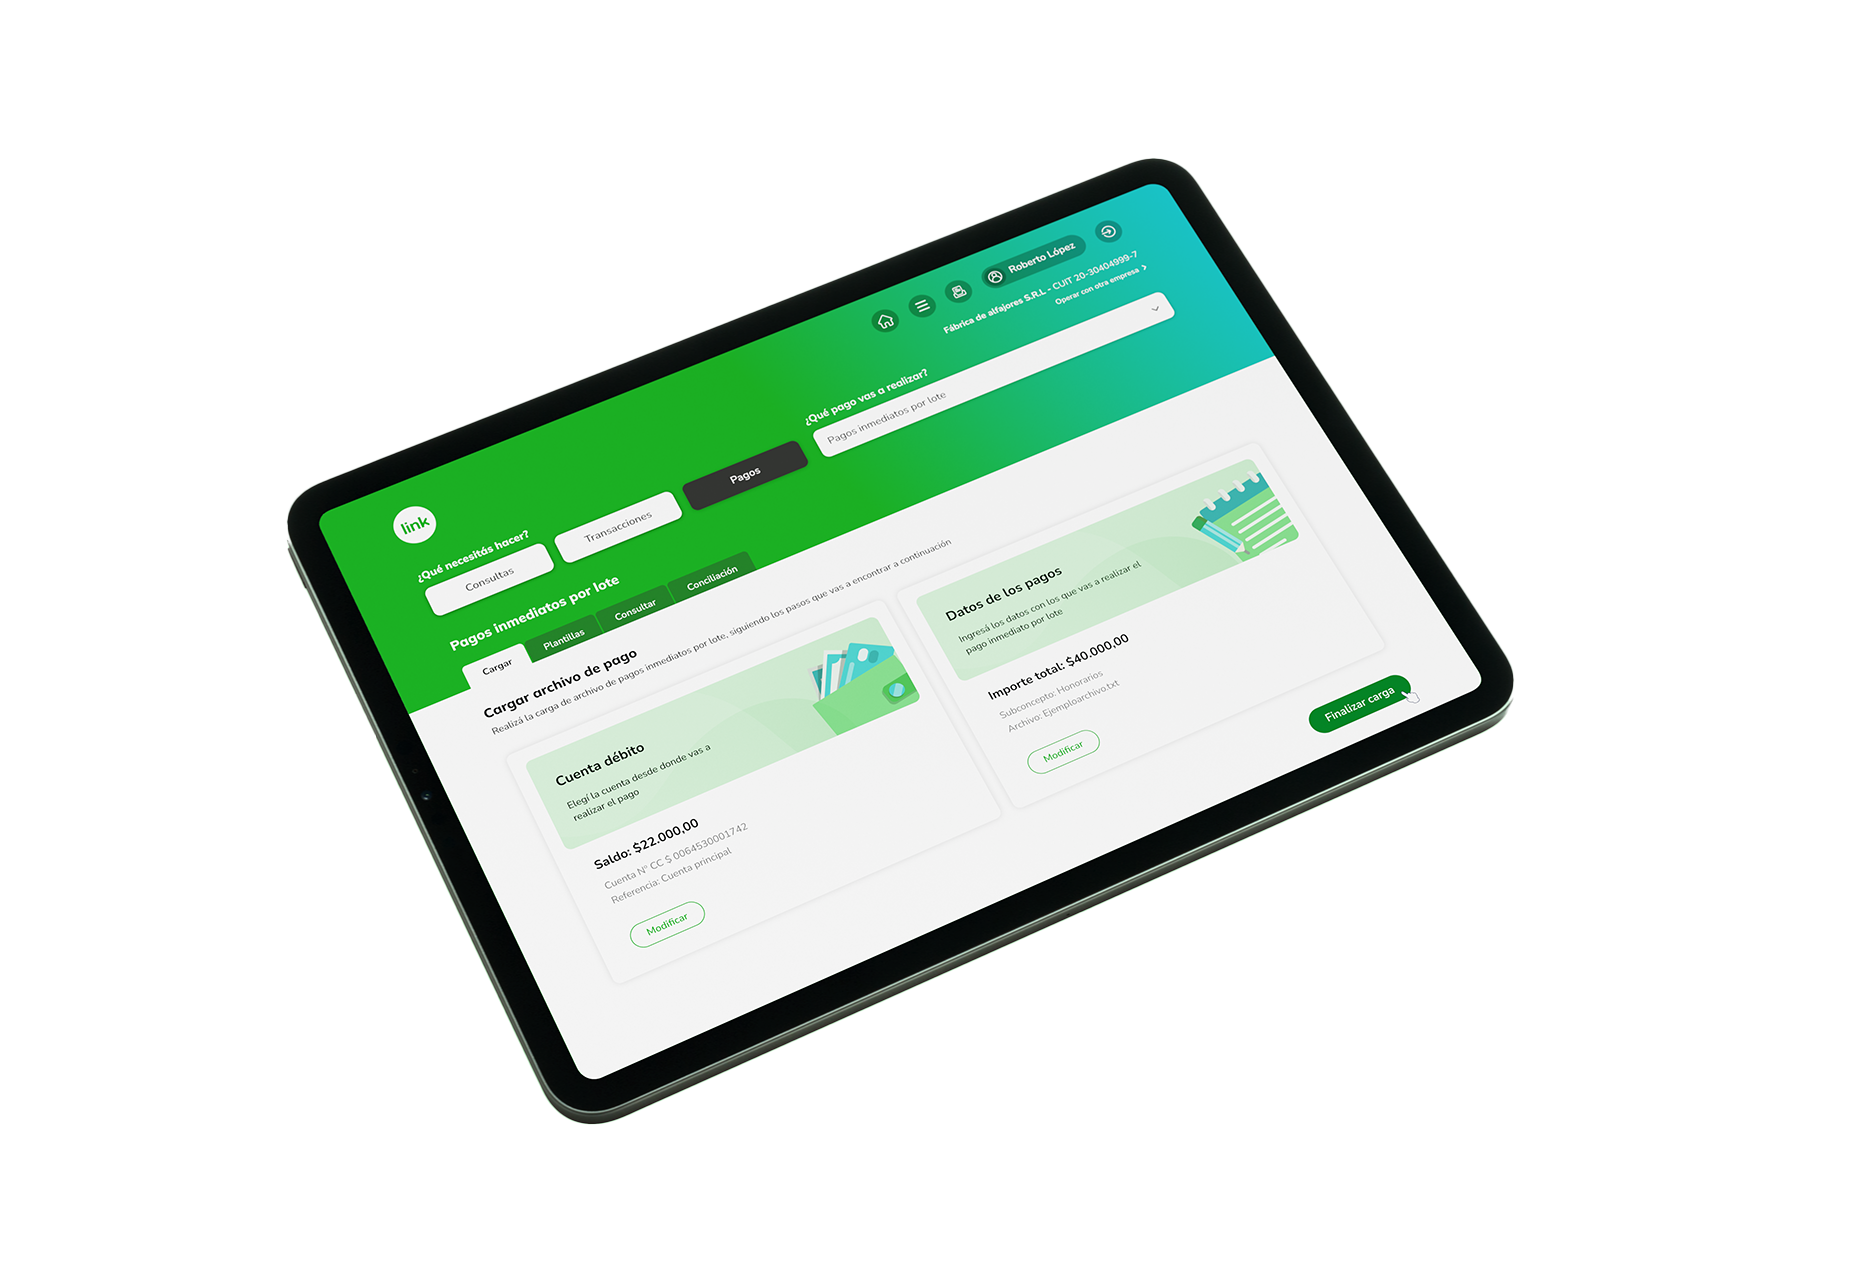 Roberto López
Fábrica de alfajores S.R.L - CUIT 20-30404999-7
Operar con otra empresa
link
¿Qué necesitás hacer?
Consultas
Transacciones
Pagos
¿Qué pago vas a realizar?
Pagos inmediatos por lote
Pagos inmediatos por lote
Cargar
Plantillas
Consultar
Conciliación
Cargar archivo de pago
Realizá la carga de archivo de pagos inmediatos por lote, siguiendo los pasos que vas a encontrar a continuación
Cuenta débito
Elegí la cuenta desde donde vas a
realizar el pago
Saldo: $22.000,00
Cuenta N° CC $ 0064530001742
Referencia: Cuenta principal
Modificar
Datos de los pagos
Ingresá los datos con los que vas a realizar el
pago inmediato por lote
Importe total: $40.000,00
Subconcepto: Honorarios
Archivo: Ejemploarchivo.txt
Modificar
Finalizar carga